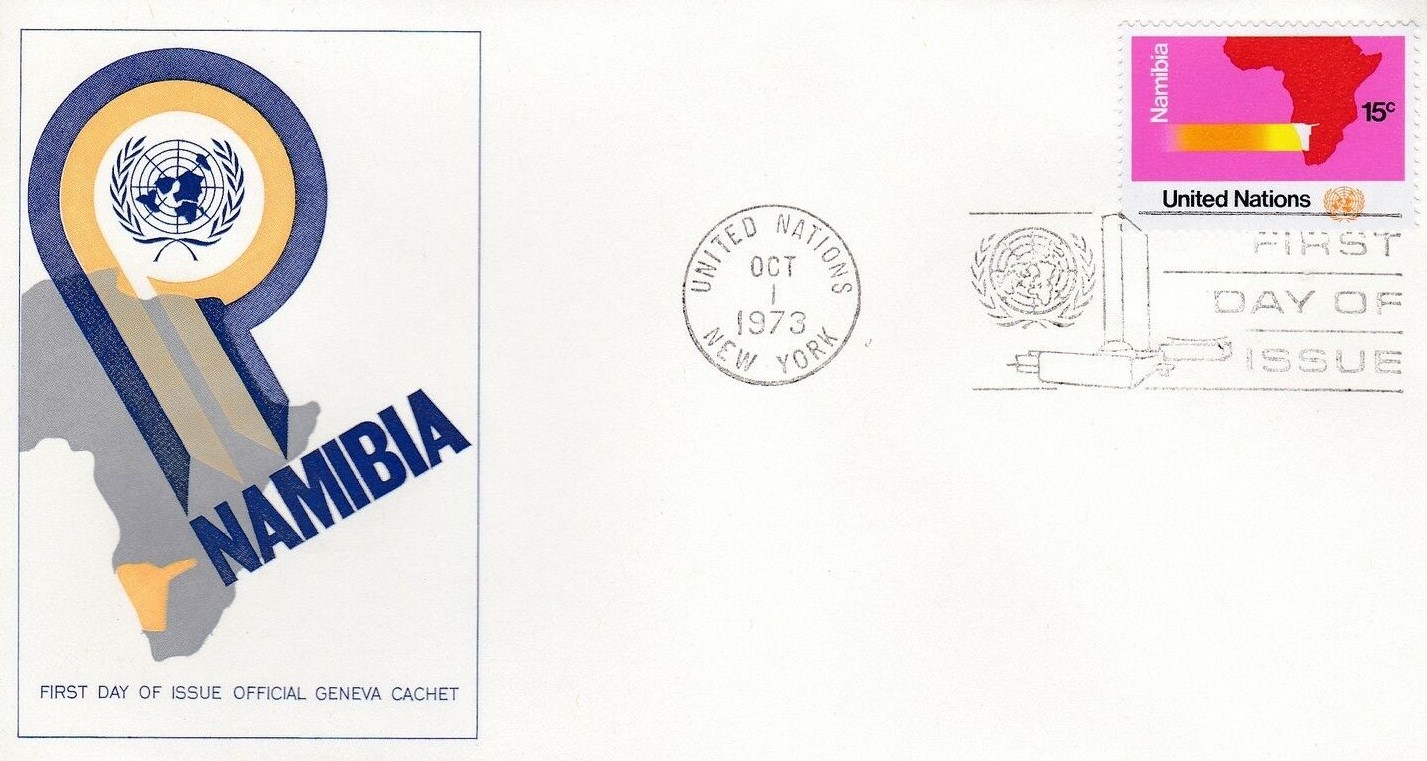 NAMIBIA
FIRST DAY OF ISSUE OFFICIAL GENEVA CACHET
UNITED NATIONS
OCT
1
1973
NEW YORK
Namibia
15c
United Nations
FIRST
DAY OF
ISSUE